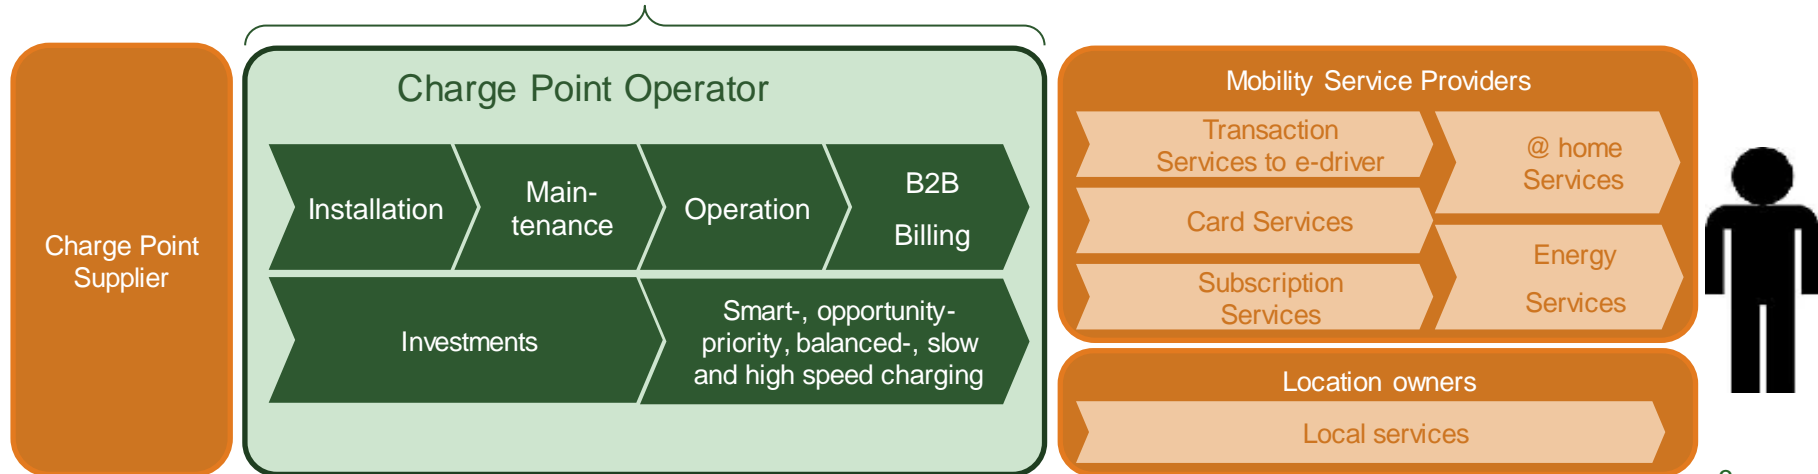 Charge Point
Supplier
Charge Point Operator
Installation
Main-
tenance
Operation
B2B
Billing
Investments
Smart-, opportunity-
priority, balanced-, slow
and high speed charging
Mobility Service Providers
Transaction
Services to e-driver
Card Services
Subscription
Services
@ home
Services
Energy
Services
Location owners
Local services